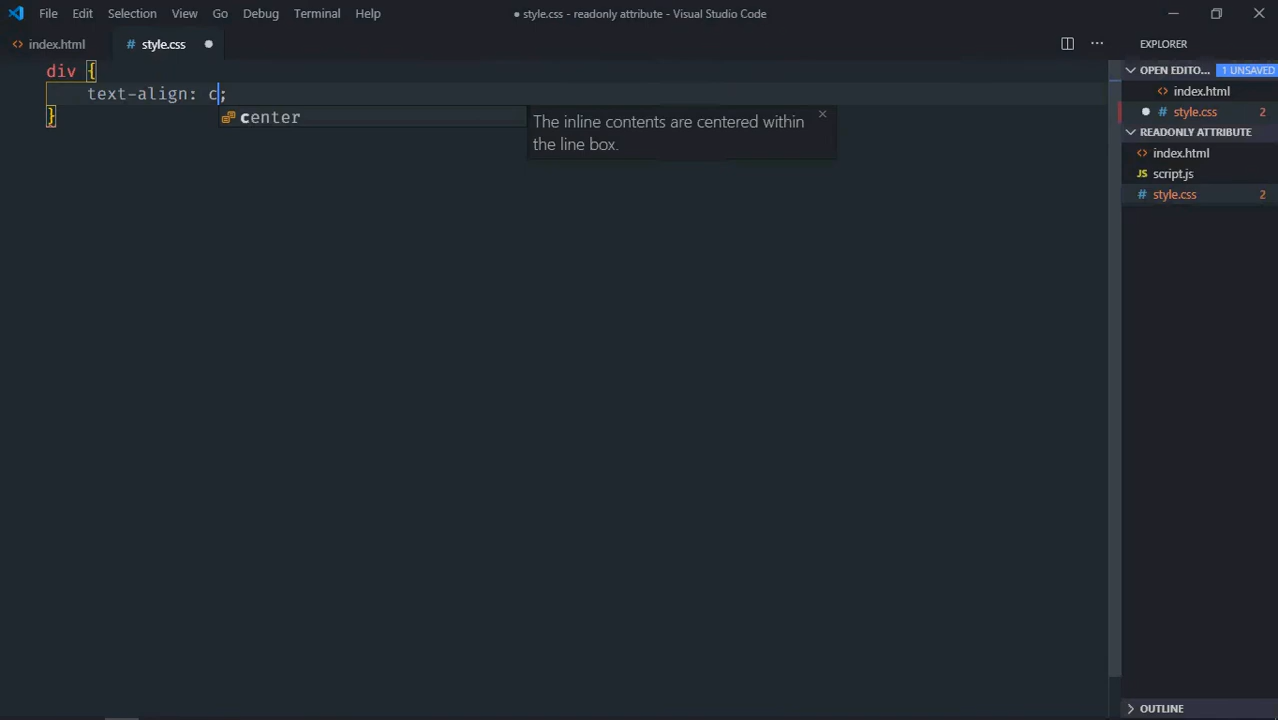 File Edit Selection View Go Debug Terminal Help
● style.css - readonly attribute - Visual Studio Code
<> index.html
# style.css ●
EXPLORER
div {
text-align: c;
}
center
The inline contents are centered within
the line box.
OPEN EDITO... 1 UNSAVED
<> index.html
● # style.css 2
READONLY ATTRIBUTE
<> index.html
JS script.js
# style.css 2
OUTLINE